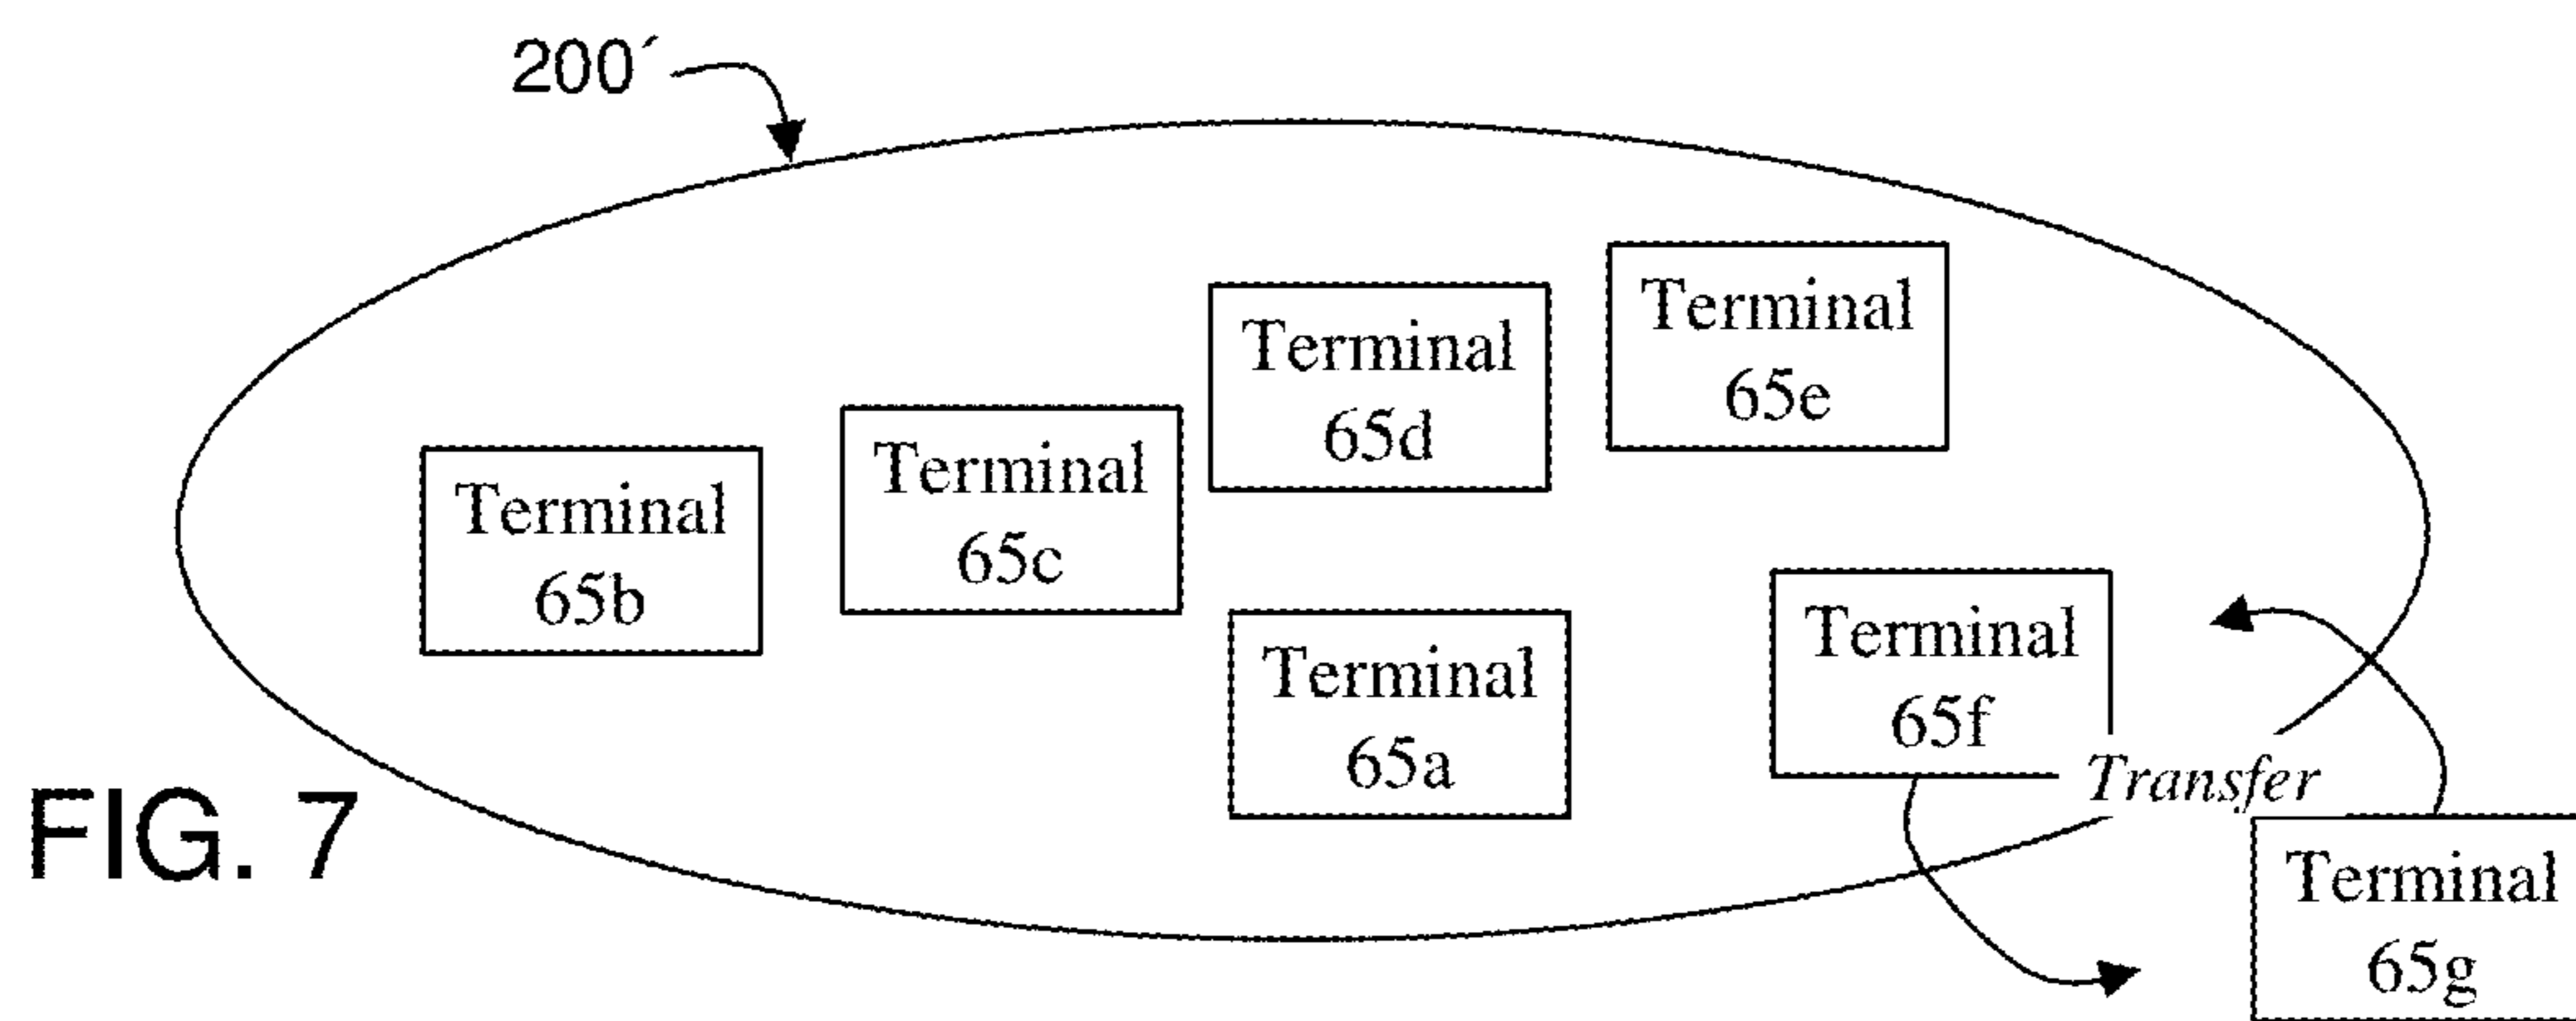 200´
Terminal
65e
Terminal
65d
Terminal
65c
Terminal
65b
Terminal
65f
Terminal
65a
Transfer
FIG. 7
Terminal
65g